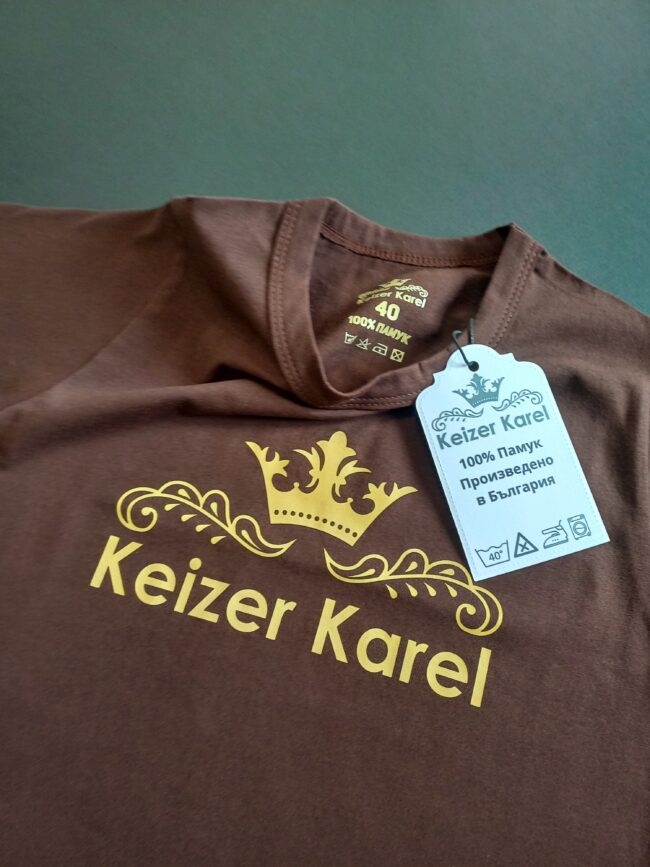 Keizer Karel
40
100% ПАМУК
Keizer Karel
100% Памук
Произведено
в България
40°
Keizer Karel